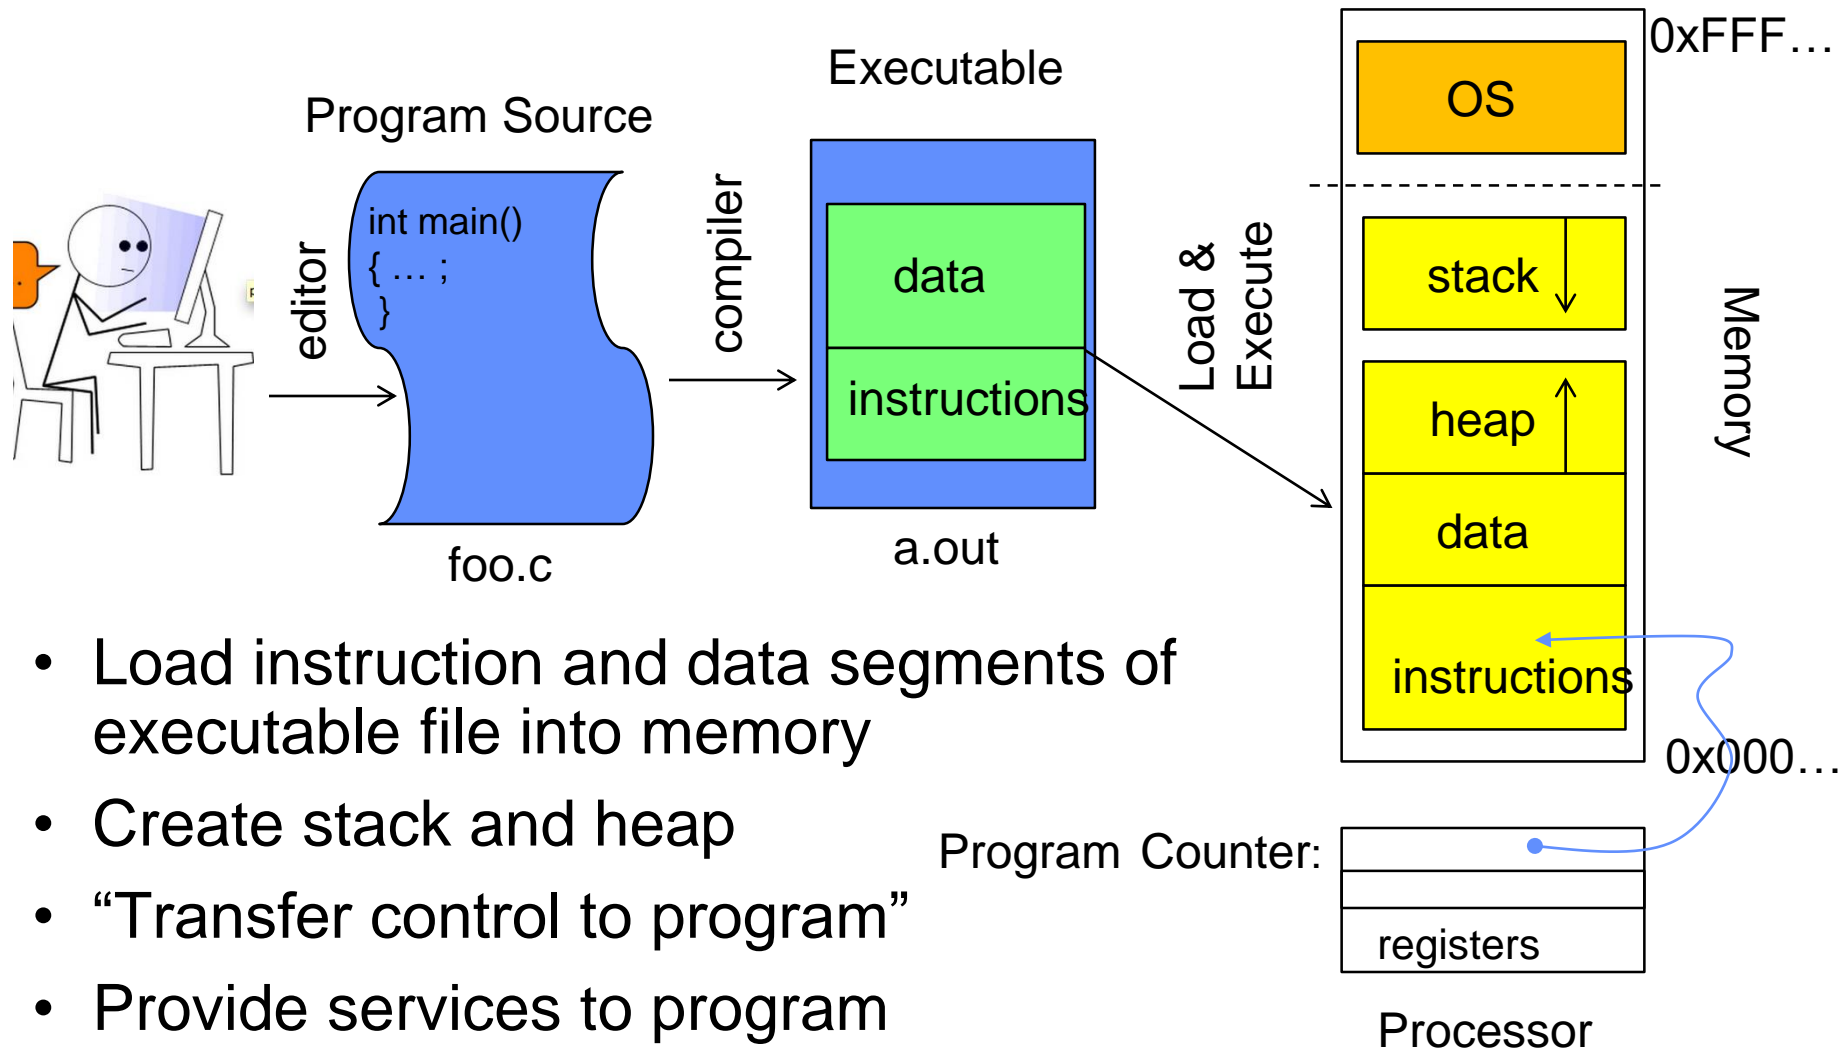 Program Source
editor
int main()
{ … ;
}
foo.c
compiler
Executable
data
instructions
a.out
Load &
Execute
0xFFF…
OS
stack
heap
data
instructions
Memory
0x000…
• Load instruction and data segments of
executable file into memory
• Create stack and heap
• “Transfer control to program”
• Provide services to program
Program Counter:
registers
Processor